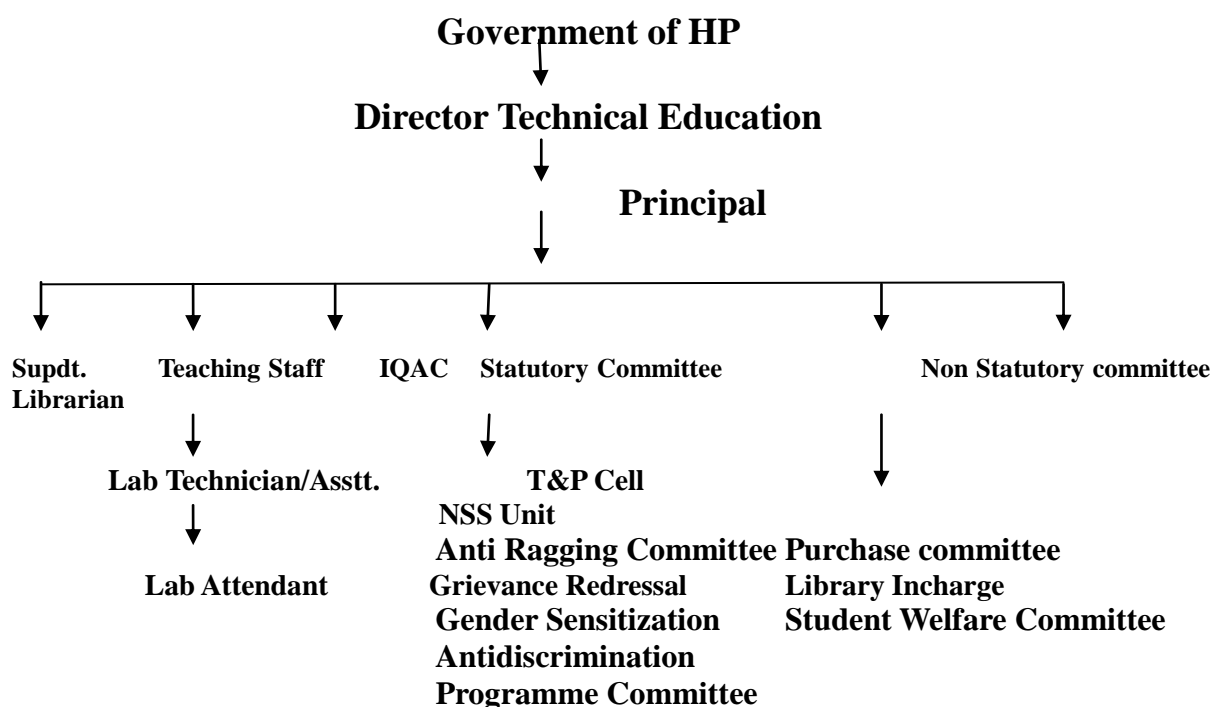 Government of HP
Director Technical Education
Principal
Supdt. Teaching Staff IQAC Statutory Committee Non Statutory committee
Librarian
Lab Technician/Asstt. T&P Cell
NSS Unit
Anti Ragging Committee Purchase committee
Lab Attendant Grievance Redressal Library Incharge
Gender Sensitization Student Welfare Committee
Antidiscrimination
Programme Committee